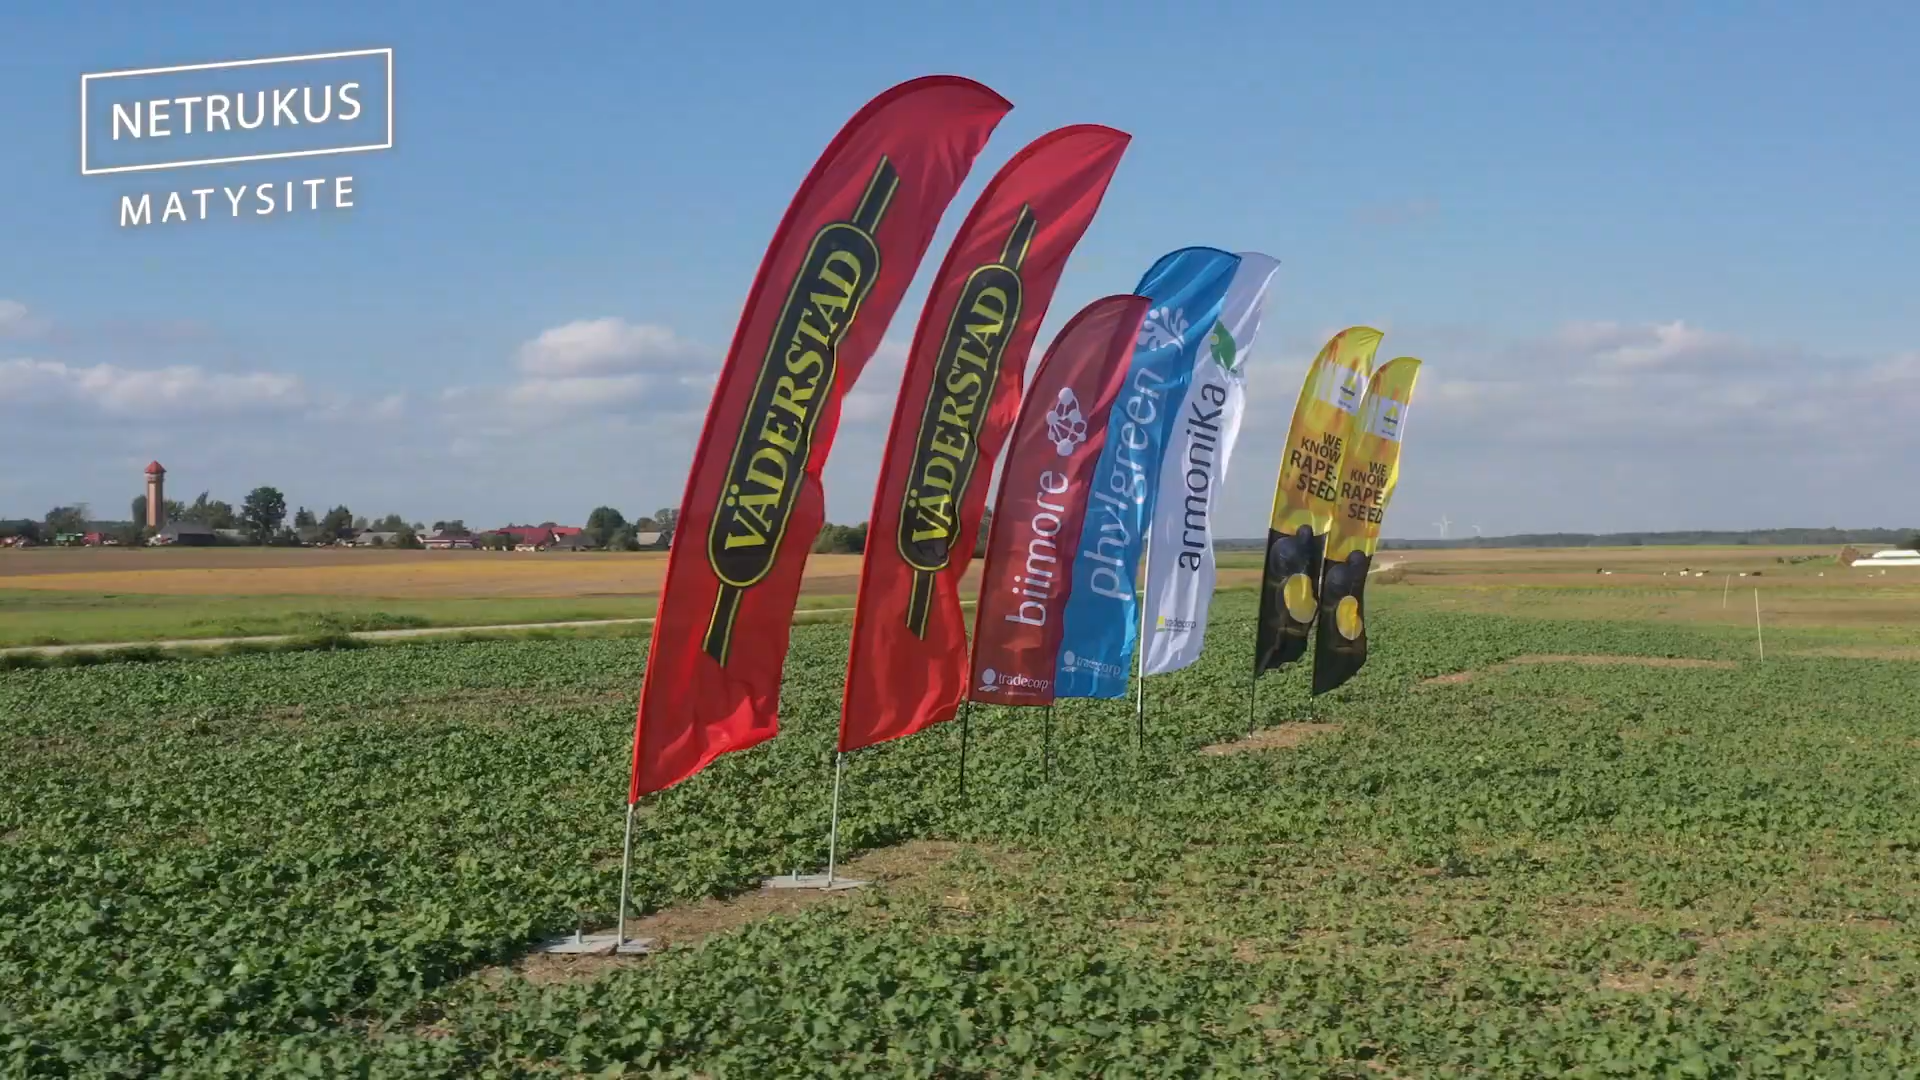 NETRUKUS
MATYSITE
VÄDERSTAD
VÄDERSTAD
biimore
tradecorp
phylgreen
tradecorp
armoniKa
tradecorp
WE
KNOW
RAPE-
SEED
WE
KNOW
RAPE-
SEED